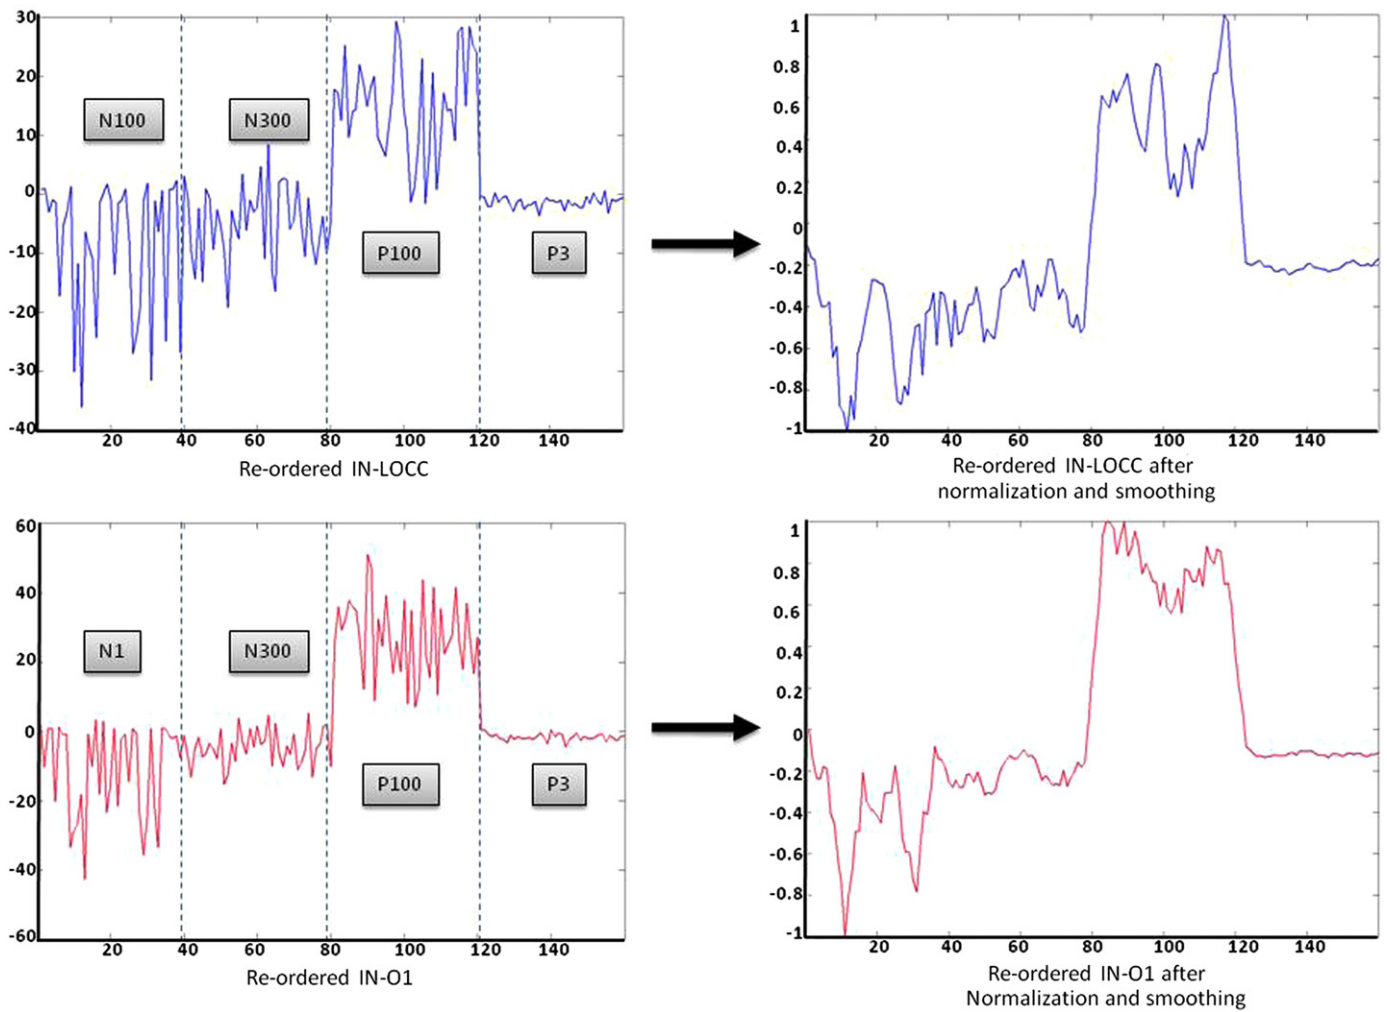 30
20
10
0
-10
-20
-30
-40
N100
N300
P100
P3
20 40 60 80 100 120 140
Re-ordered IN-LOCC
1
0.8
0.6
0.4
0.2
0
-0.2
-0.4
-0.6
-0.8
-1
20 40 60 80 100 120 140
Re-ordered IN-LOCC after
normalization and smoothing
60
40
20
0
-20
-40
-60
N1
N300
P100
P3
20 40 60 80 100 120 140
Re-ordered IN-O1
1
0.8
0.6
0.4
0.2
0
-0.2
-0.4
-0.6
-0.8
-1
20 40 60 80 100 120 140
Re-ordered IN-O1 after
Normalization and smoothing